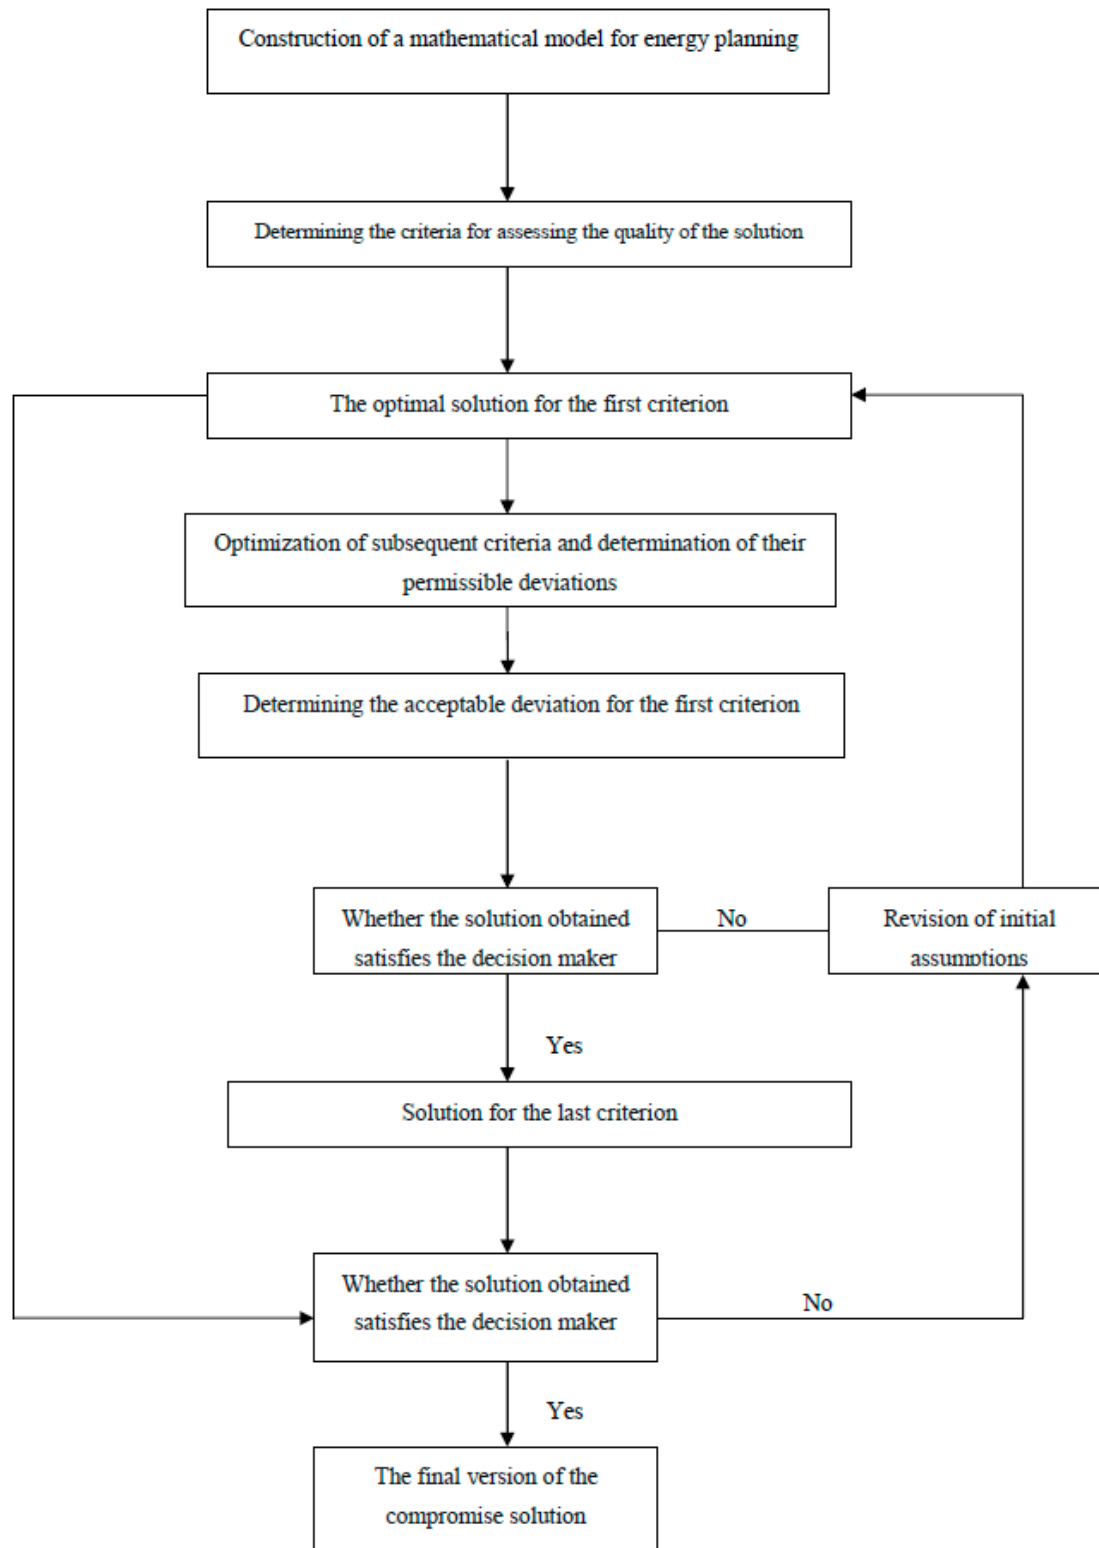 Construction of a mathematical model for energy planning
Determining the criteria for assessing the quality of the solution
The optimal solution for the first criterion
Optimization of subsequent criteria and determination of their
permissible deviations
Determining the acceptable deviation for the first criterion
Whether the solution obtained
satisfies the decision maker
No
Revision of initial
assumptions
Yes
Solution for the last criterion
Whether the solution obtained
satisfies the decision maker
No
Yes
The final version of the
compromise solution